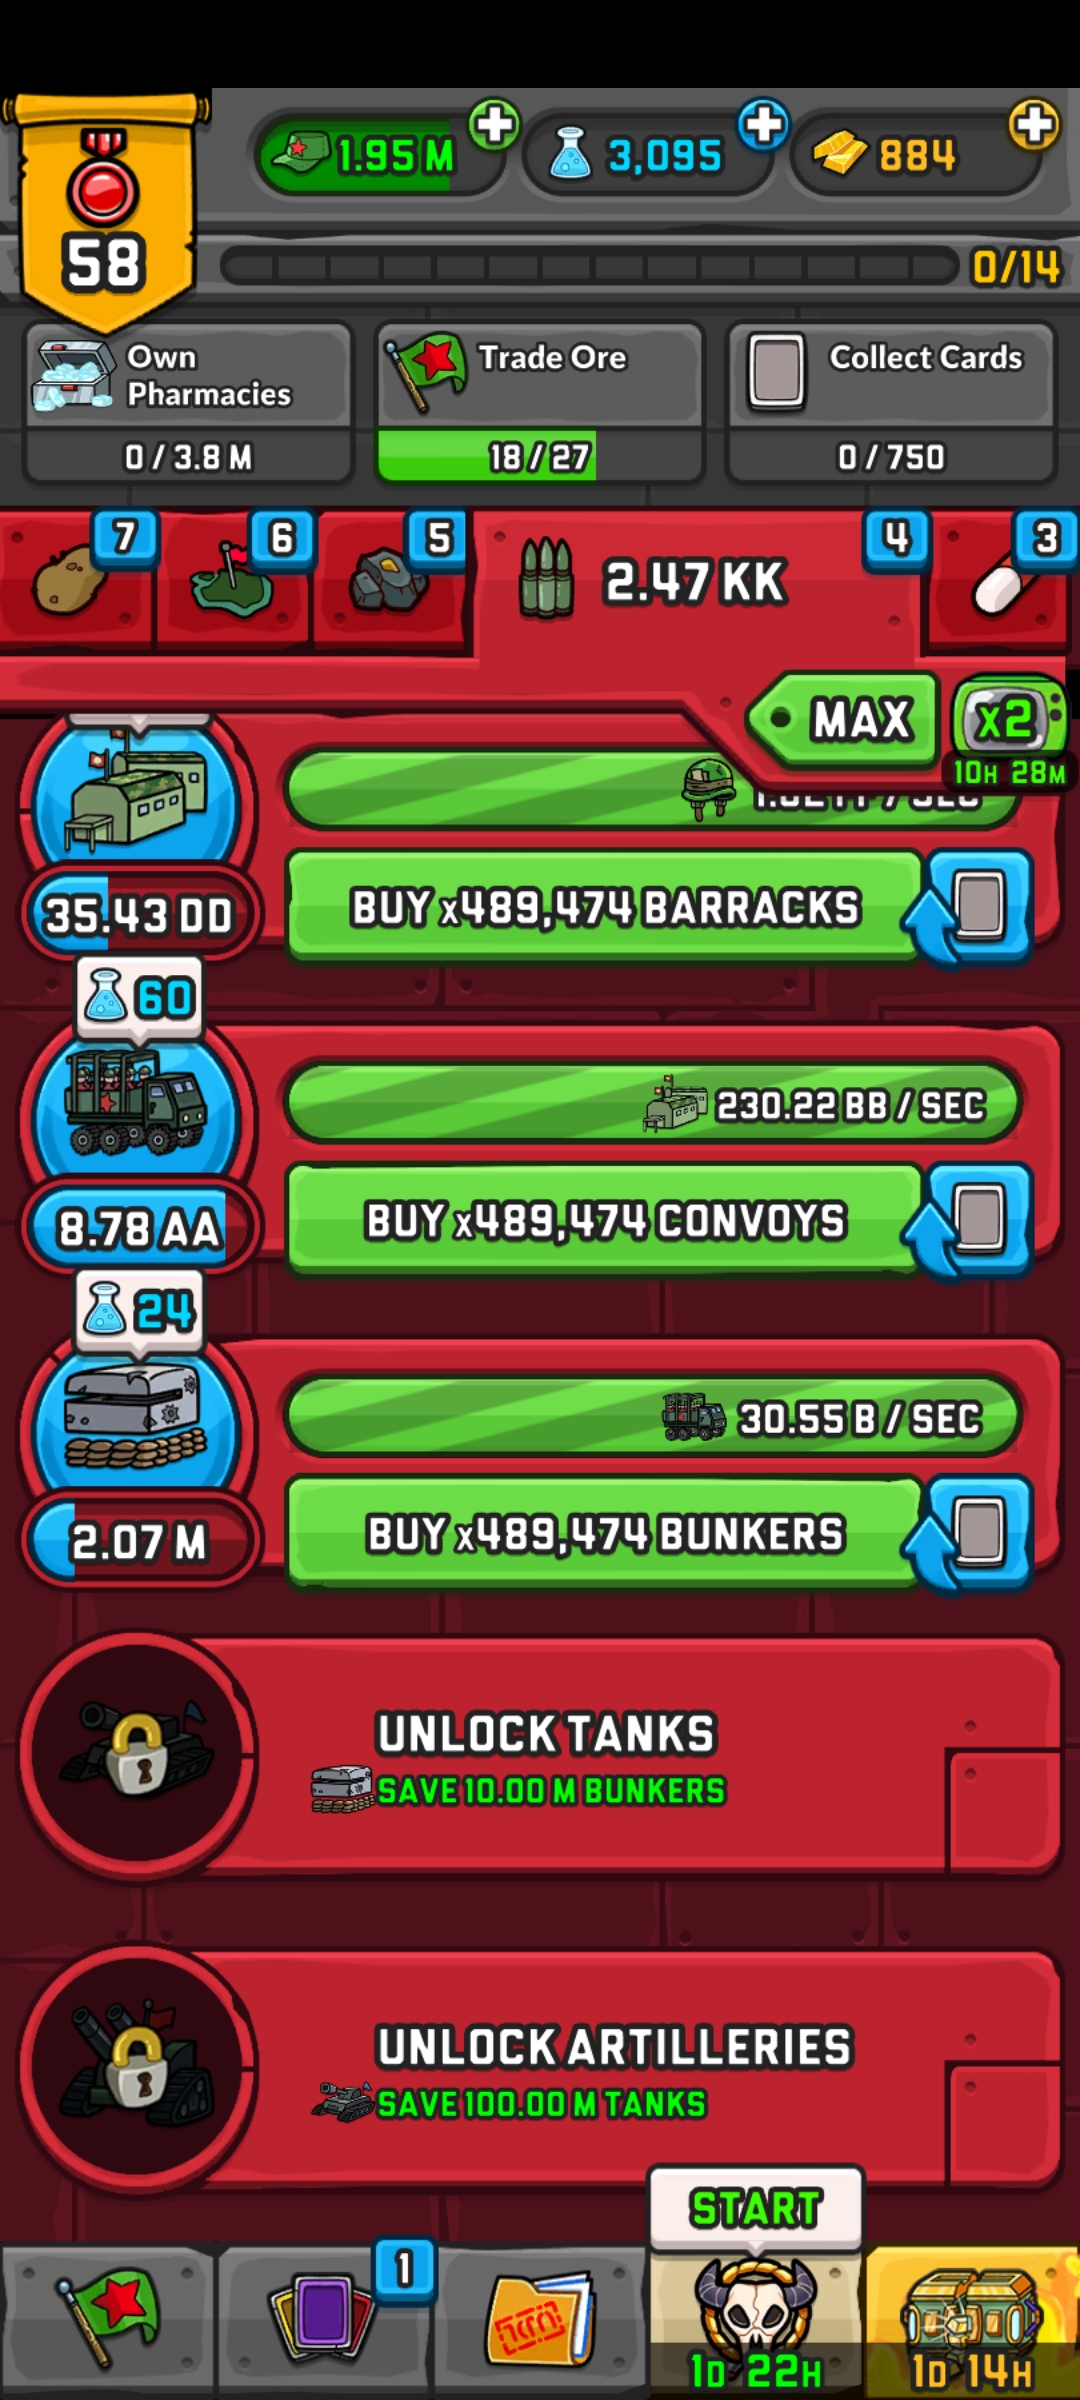 58
1.95 M
3,095
884
0/14
Own
Pharmacies
0 / 3.8 M
Trade Ore
18 / 27
Collect Cards
0 / 750
7
6
5
2.47 KK
4
3
MAX
x2
10H 28M
/ SEC
35.43 DD
BUY x489,474 BARRACKS
60
230.22 BB / SEC
8.78 AA
BUY x489,474 CONVOYS
24
30.55 B / SEC
2.07 M
BUY x489,474 BUNKERS
UNLOCK TANKS
SAVE 10.00 M BUNKERS
UNLOCK ARTILLERIES
SAVE 100.00 M TANKS
START
1
1D 22H
1D 14H